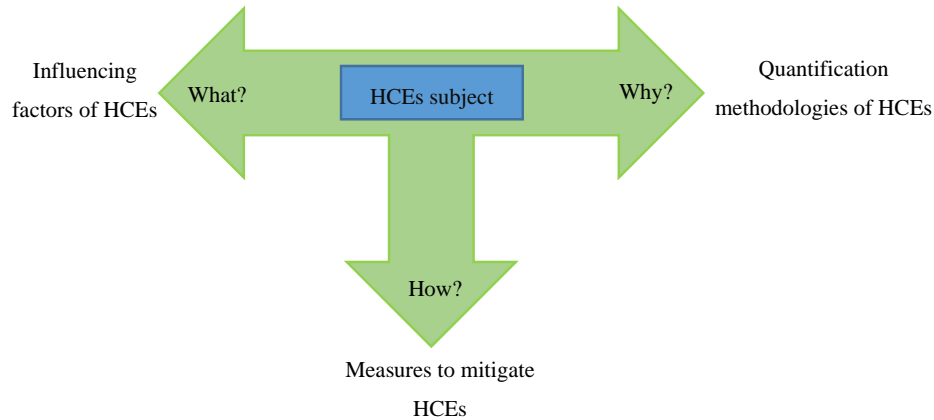 Influencing
factors of HCEs
What?
HCEs subject
Why?
Quantification
methodologies of HCEs
How?
Measures to mitigate
HCEs